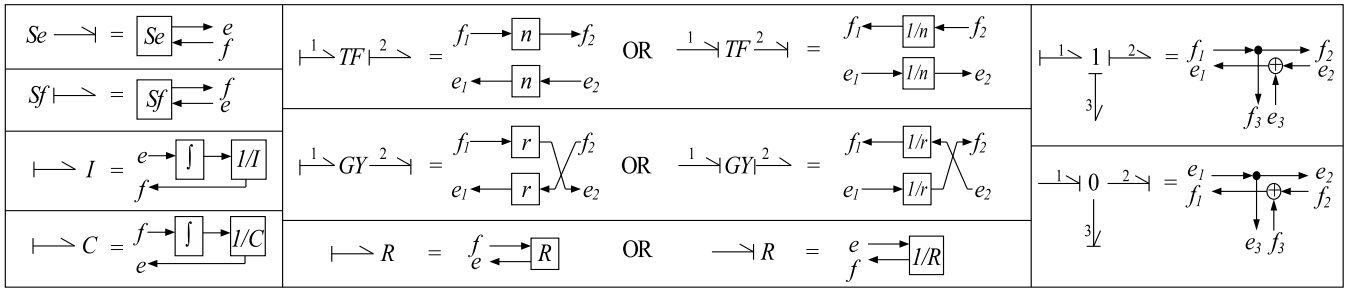 Se = Se e f
Sf = Sf f e
I = e ∫ 1/I f
C = f ∫ 1/C e
1 TF 2 = f1 n f2 e1 n e2 OR 1 TF 2 = f1 1/n f2 e1 1/n e2
1 GY 2 = f1 r f2 e1 r e2 OR 1 GY 2 = f1 1/r f2 e1 1/r e2
R = f e R OR R = e f 1/R
1 1 2 3 = f1 e1 f2 e2 f3 e3
1 0 2 3 = e1 f1 e2 f2 e3 f3